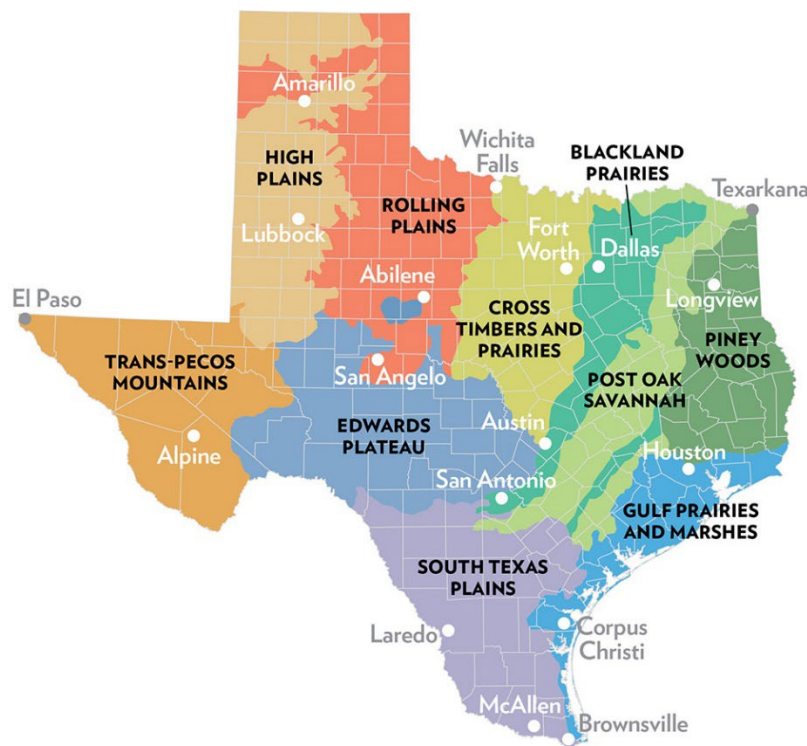 Amarillo
HIGH
PLAINS
Lubbock
ROLLING
PLAINS
Abilene
Wichita
Falls
BLACKLAND
PRAIRIES
Texarkana
Fort
Worth
Dallas
Longview
El Paso
CROSS
TIMBERS AND
PRAIRIES
PINEY
WOODS
TRANS-PECOS
MOUNTAINS
San Angelo
POST OAK
SAVANNAH
Alpine
EDWARDS
PLATEAU
Austin
Houston
San Antonio
GULF PRAIRIES
AND MARSHES
SOUTH TEXAS
PLAINS
Laredo
Corpus
Christi
McAllen
Brownsville